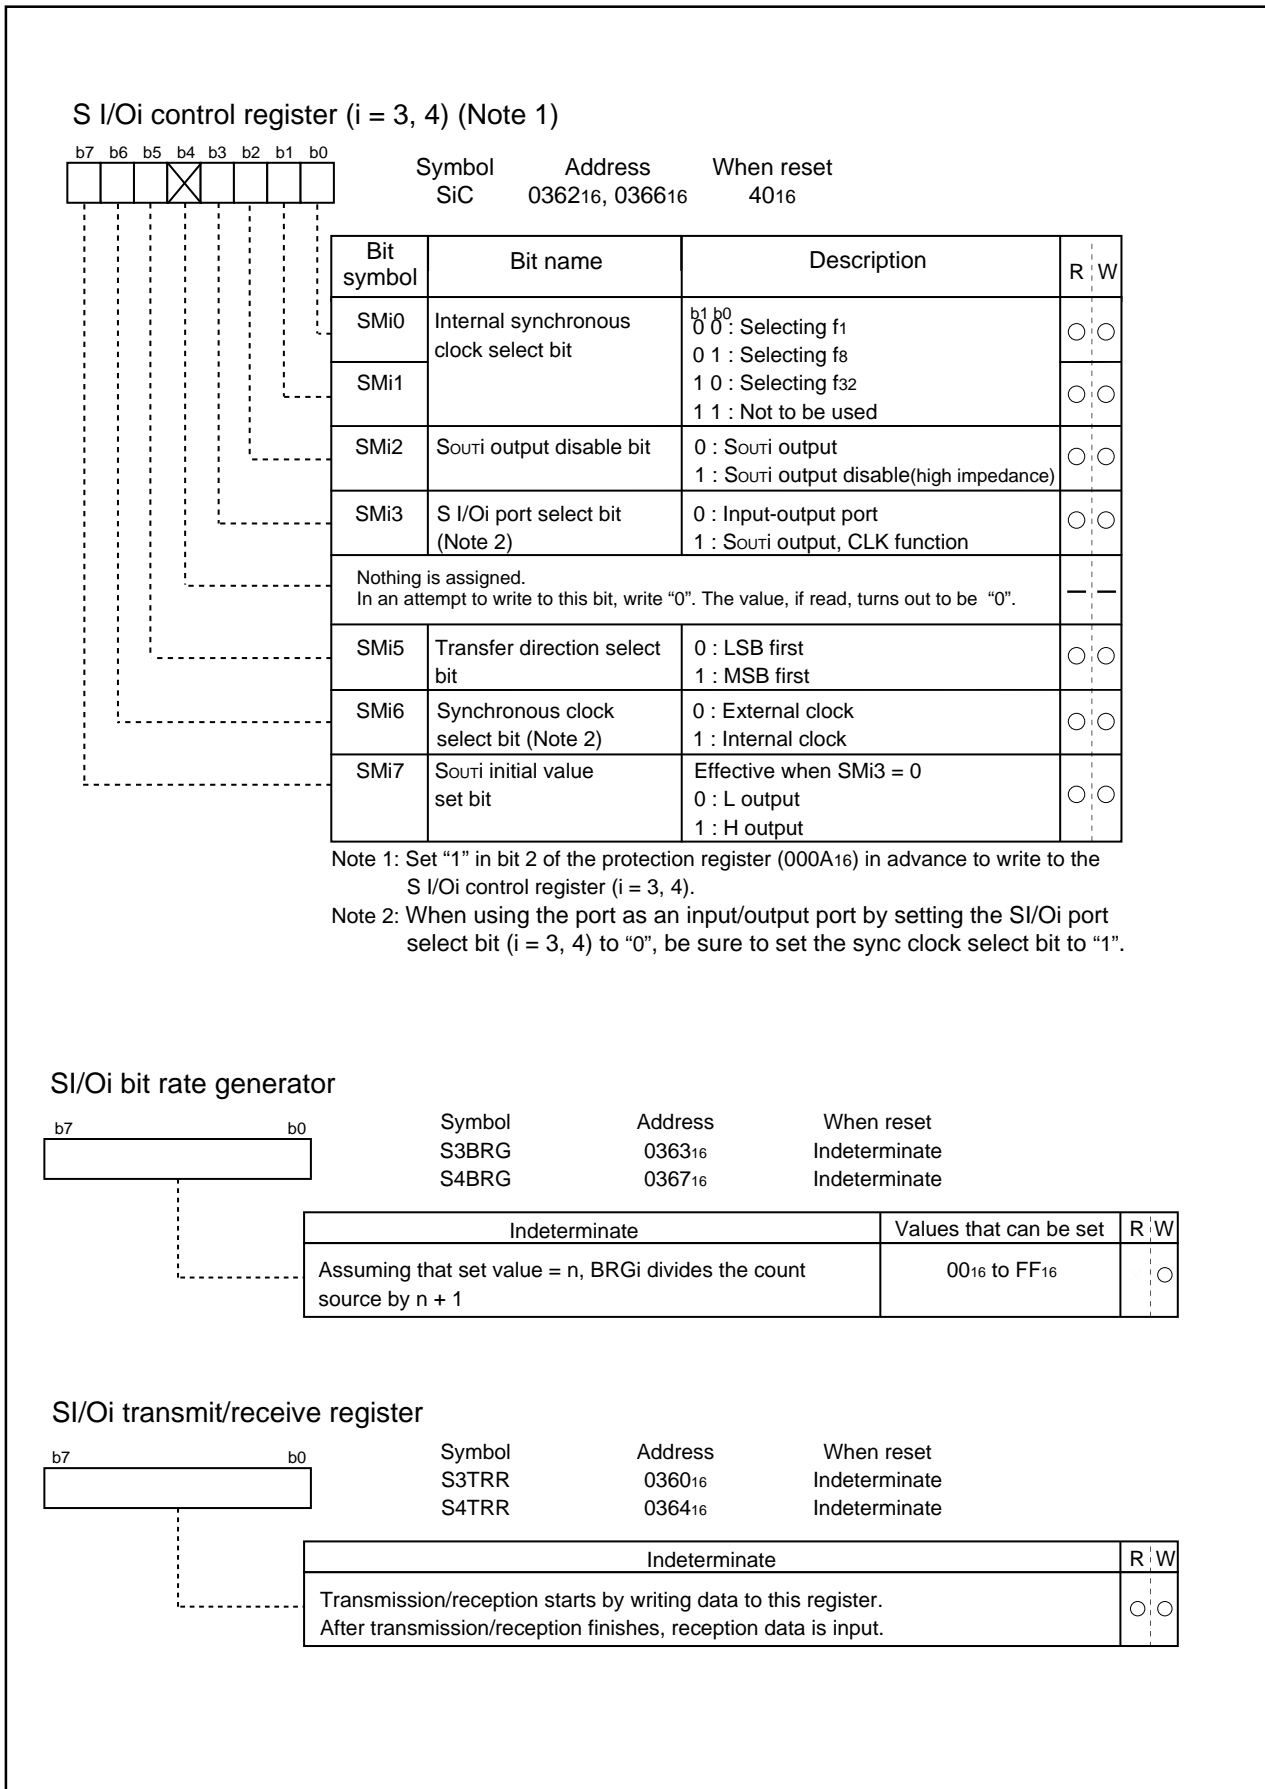 S I/Oi control register (i = 3, 4) (Note 1)
b7 b6 b5 b4 b3 b2 b1 b0
Symbol Address When reset
SiC 036216, 036616 4016
Bit symbol Bit name Description R W
SMi0 Internal synchronous clock select bit
b1 b0
0 0 : Selecting f1
0 1 : Selecting f8
SMi1
1 0 : Selecting f32
1 1 : Not to be used
SMi2 SOUTi output disable bit 0 : SOUTi output
1 : SOUTi output disable(high impedance)
SMi3 S I/Oi port select bit 0 : Input-output port
(Note 2) 1 : SOUTi output, CLK function
Nothing is assigned.
In an attempt to write to this bit, write “0”. The value, if read, turns out to be “0”.
SMi5 Transfer direction select 0 : LSB first
bit 1 : MSB first
SMi6 Synchronous clock 0 : External clock
select bit (Note 2) 1 : Internal clock
SMi7 SOUTi initial value Effective when SMi3 = 0
set bit 0 : L output
1 : H output
Note 1: Set “1” in bit 2 of the protection register (000A16) in advance to write to the
S I/Oi control register (i = 3, 4).
Note 2: When using the port as an input/output port by setting the SI/Oi port
select bit (i = 3, 4) to “0”, be sure to set the sync clock select bit to “1”.
SI/Oi bit rate generator
b7 b0
Symbol Address When reset
S3BRG 036316 Indeterminate
S4BRG 036716 Indeterminate
Indeterminate Values that can be set R W
Assuming that set value = n, BRGi divides the count 0016 to FF16
source by n + 1
SI/Oi transmit/receive register
b7 b0
Symbol Address When reset
S3TRR 036016 Indeterminate
S4TRR 036416 Indeterminate
Indeterminate R W
Transmission/reception starts by writing data to this register.
After transmission/reception finishes, reception data is input.